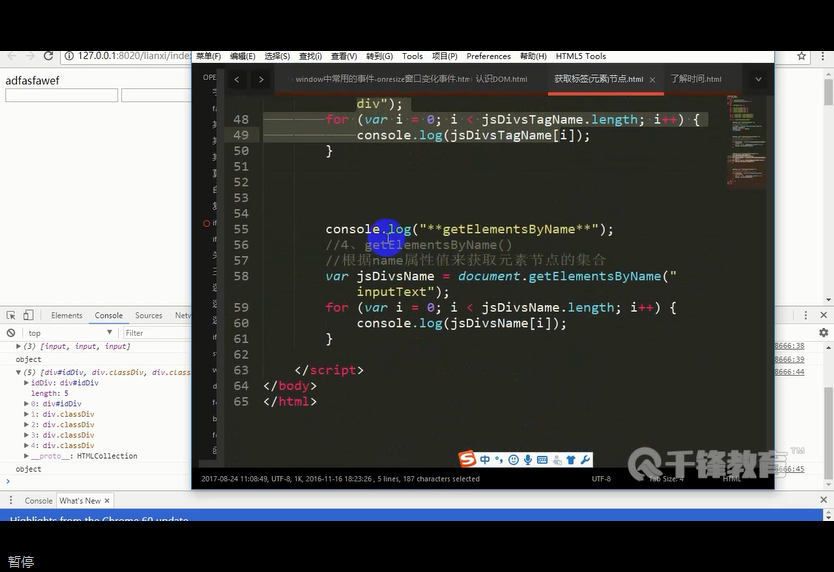 127.0.0.1:8020/lianxi/index
菜单(F) 编辑(E) 选择(S) 查找(I) 查看(V) 转到(G) Tools 项目(P) Preferences 帮助(H) HTML5 Tools
window中常用的事件-onresize窗口变化事件.html 认识DOM.html 获取标签(元素)节点.html × 了解时间.html
adfasfawef
div");
48 for (var i = 0; i < jsDivsTagName.length; i++) {
49 console.log(jsDivsTagName[i]);
50 }
51
52
53
54
55 console.log("**getElementsByName**");
56 //4、getElementsByName()
57 //根据name属性值来获取元素节点的集合
58 var jsDivsName = document.getElementsByName("
inputText");
59 for (var i = 0; i < jsDivsName.length; i++) {
60 console.log(jsDivsName[i]);
61 }
62
63 </script>
64 </body>
65 </html>
Elements Console Sources Netw
top ▼ Filter
▶ (3) [input, input, input] 8666:38
object 8666:39
▼ (5) [div#idDiv, div.classDiv, div.class 8666:44
▶ idDiv: div#idDiv
length: 5
▶ 0: div#idDiv
▶ 1: div.classDiv
▶ 2: div.classDiv
▶ 3: div.classDiv
▶ 4: div.classDiv
▶ __proto__: HTMLCollection
object 8666:45
中
千锋教育 TM
2017-08-24 11:08:49, UTF-8, 1K, 2016-11-16 18:23:26 , 5 lines, 187 characters selected UTF-8 Tab Size: 4 HTML
Console What's New ×
Highlights from the Chrome 60 update
暂停